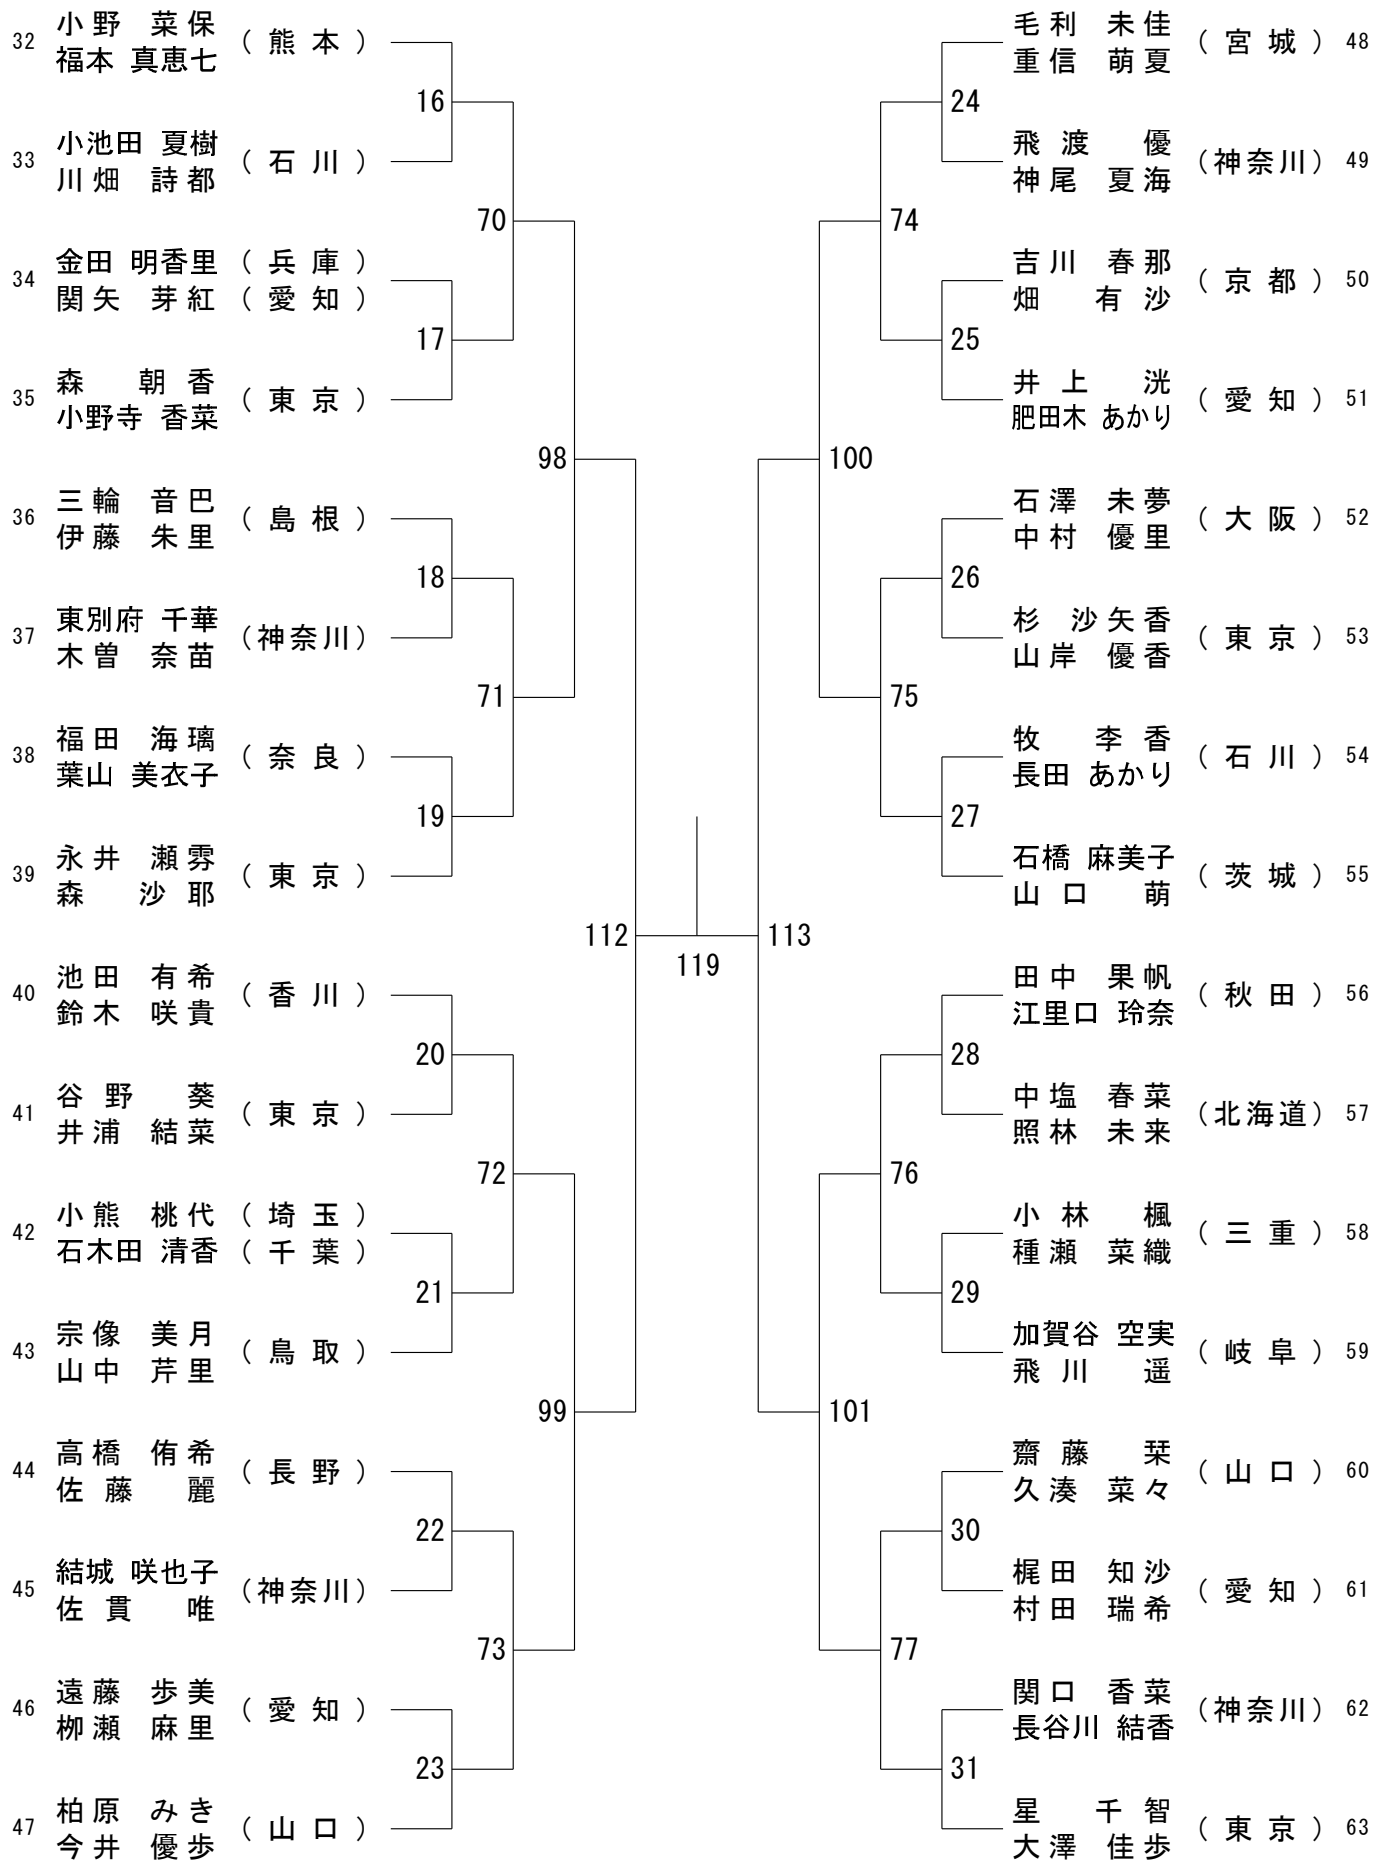 32 小野 菜保 (熊本)
福本 真恵七
16
33 小池田 夏樹 (石川)
川畑 詩都
70
34 金田 明香里 (兵庫)
関矢 芽紅 (愛知)
17
35 森 朝香 (東京)
小野寺 香菜
98
36 三輪 音巴 (島根)
伊藤 朱里
18
37 東別府 千華 (神奈川)
木曽 奈苗
71
38 福田 海璃 (奈良)
葉山 美衣子
19
39 永井 瀬雰 (東京)
森 沙耶
112
40 池田 有希 (香川)
鈴木 咲貴
20
41 谷野 葵 (東京)
井浦 結菜
72
42 小熊 桃代 (埼玉)
石木田 清香 (千葉)
21
43 宗像 美月 (鳥取)
山中 芹里
99
44 高橋 侑希 (長野)
佐藤 麗
22
45 結城 咲也子 (神奈川)
佐貫 唯
73
46 遠藤 歩美 (愛知)
栁瀬 麻里
23
47 柏原 みき (山口)
今井 優歩
119
毛利 未佳 (宮城) 48
重信 萌夏
24
飛渡 優 (神奈川) 49
神尾 夏海
74
吉川 春那 (京都) 50
畑 有沙
25
井上 洸 (愛知) 51
肥田木 あかり
100
石澤 未夢 (大阪) 52
中村 優里
26
杉 沙矢香 (東京) 53
山岸 優香
75
牧 李香 (石川) 54
長田 あかり
27
石橋 麻美子 (茨城) 55
山口 萌
113
田中 果帆 (秋田) 56
江里口 玲奈
28
中塩 春菜 (北海道) 57
照林 未来
76
小林 楓 (三重) 58
種瀬 菜織
29
加賀谷 空実 (岐阜) 59
飛川 遥
101
齋藤 栞 (山口) 60
久湊 菜々
30
梶田 知沙 (愛知) 61
村田 瑞希
77
関口 香菜 (神奈川) 62
長谷川 結香
31
星 千智 (東京) 63
大澤 佳歩